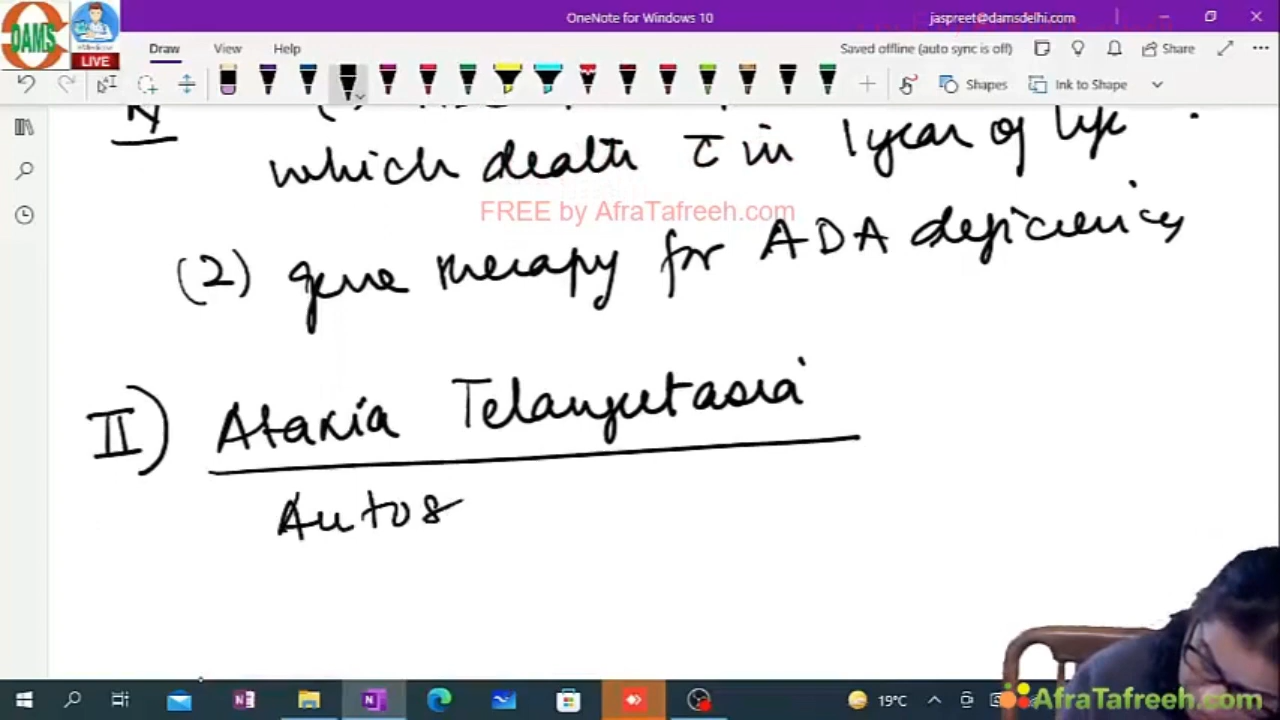 DAMS
eMedicoz
LIVE
OneNote for Windows 10
jaspreet@damsdelhi.com
Draw View Help
Saved offline (auto sync is off)
Share
Shapes
Ink to Shape
which death c̄ in 1 year of life .
FREE by AfraTafreeh.com
(2) gene therapy for ADA deficiency
II) Ataxia Telangiectasia
Autos
19°C
AfraTafreeh.com